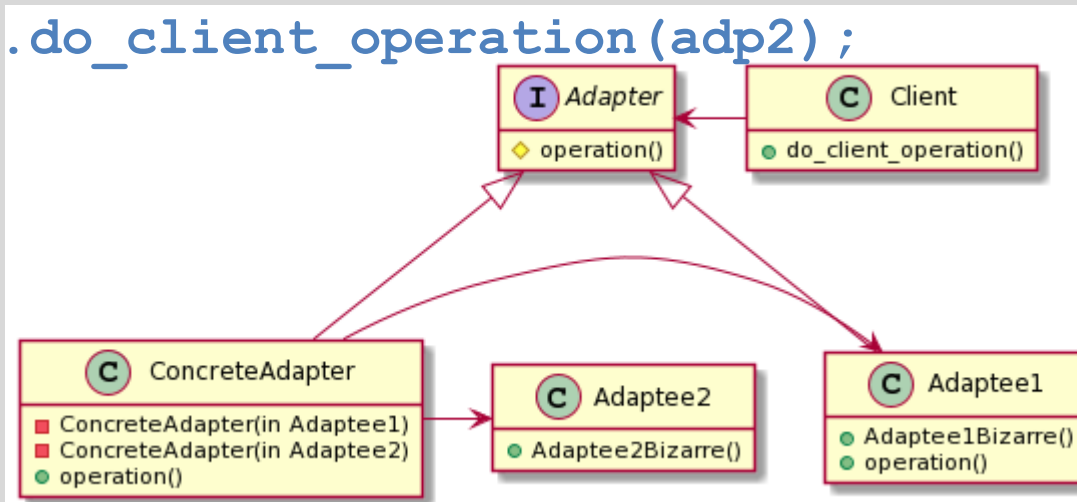 .do_client_operation(adp2);
I Adapter
operation()
C Client
do_client_operation()
C ConcreteAdapter
ConcreteAdapter(in Adaptee1)
ConcreteAdapter(in Adaptee2)
operation()
C Adaptee2
Adaptee2Bizarre()
C Adaptee1
Adaptee1Bizarre()
operation()